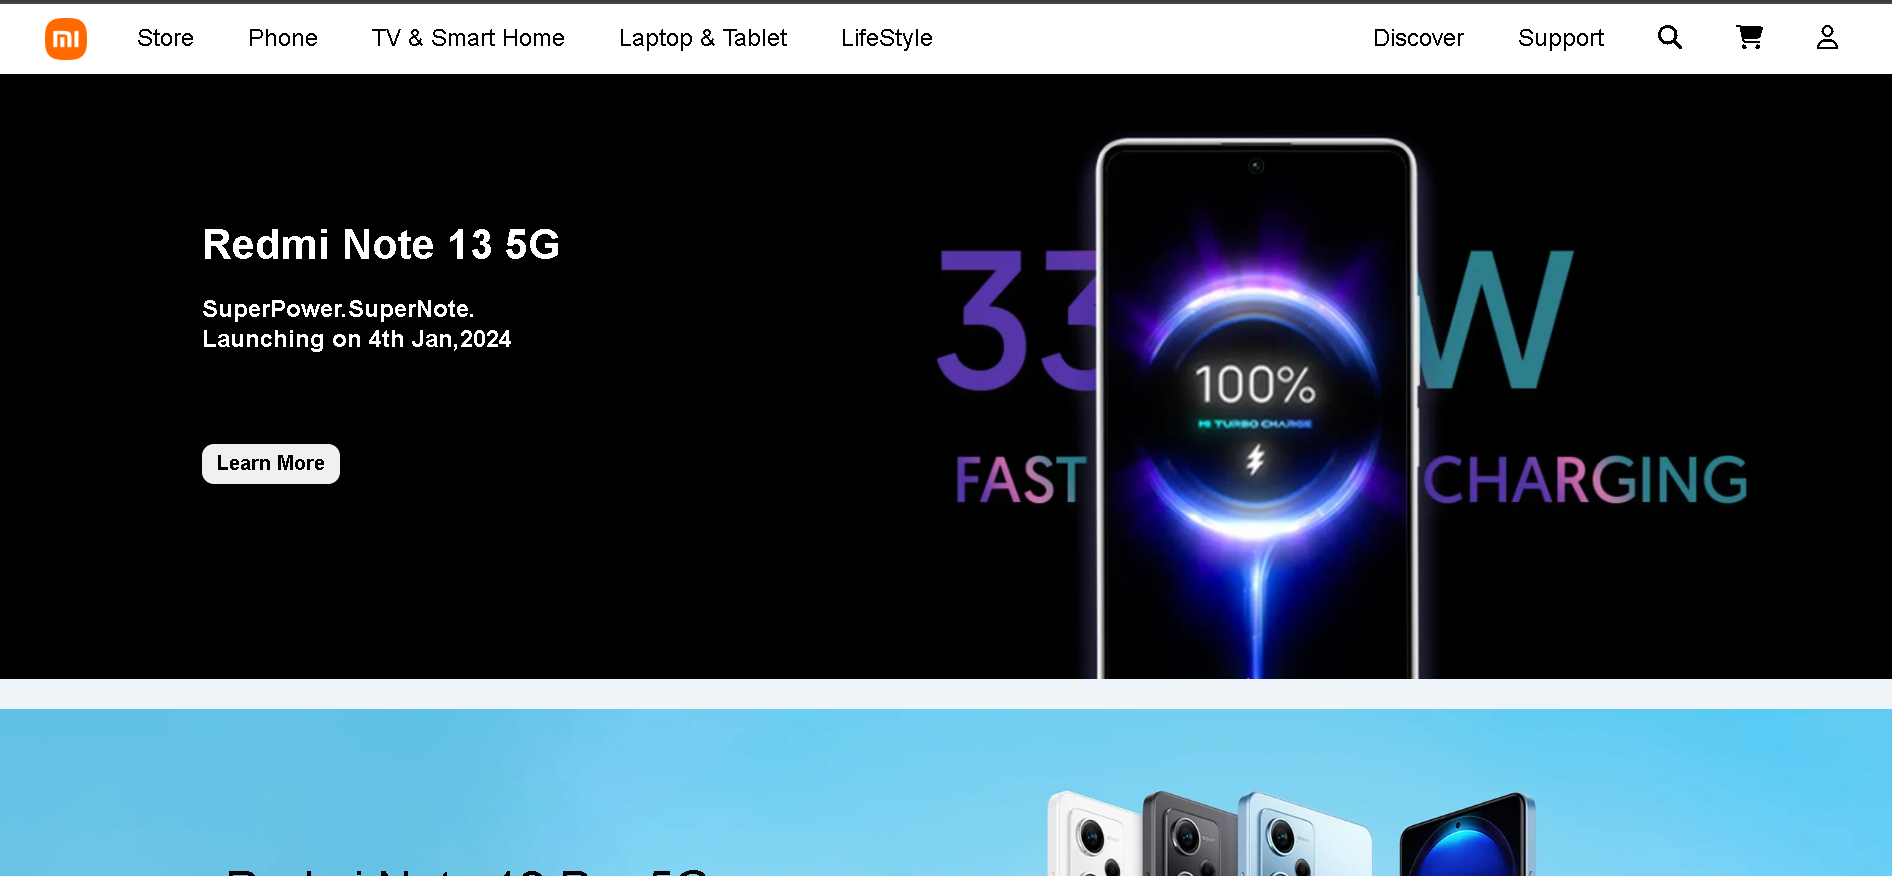 mi
Store Phone TV & Smart Home Laptop & Tablet LifeStyle Discover Support
Redmi Note 13 5G
SuperPower.SuperNote.
Launching on 4th Jan,2024
Learn More
33 W
100%
MI TURBO CHARGE
FAST CHARGING